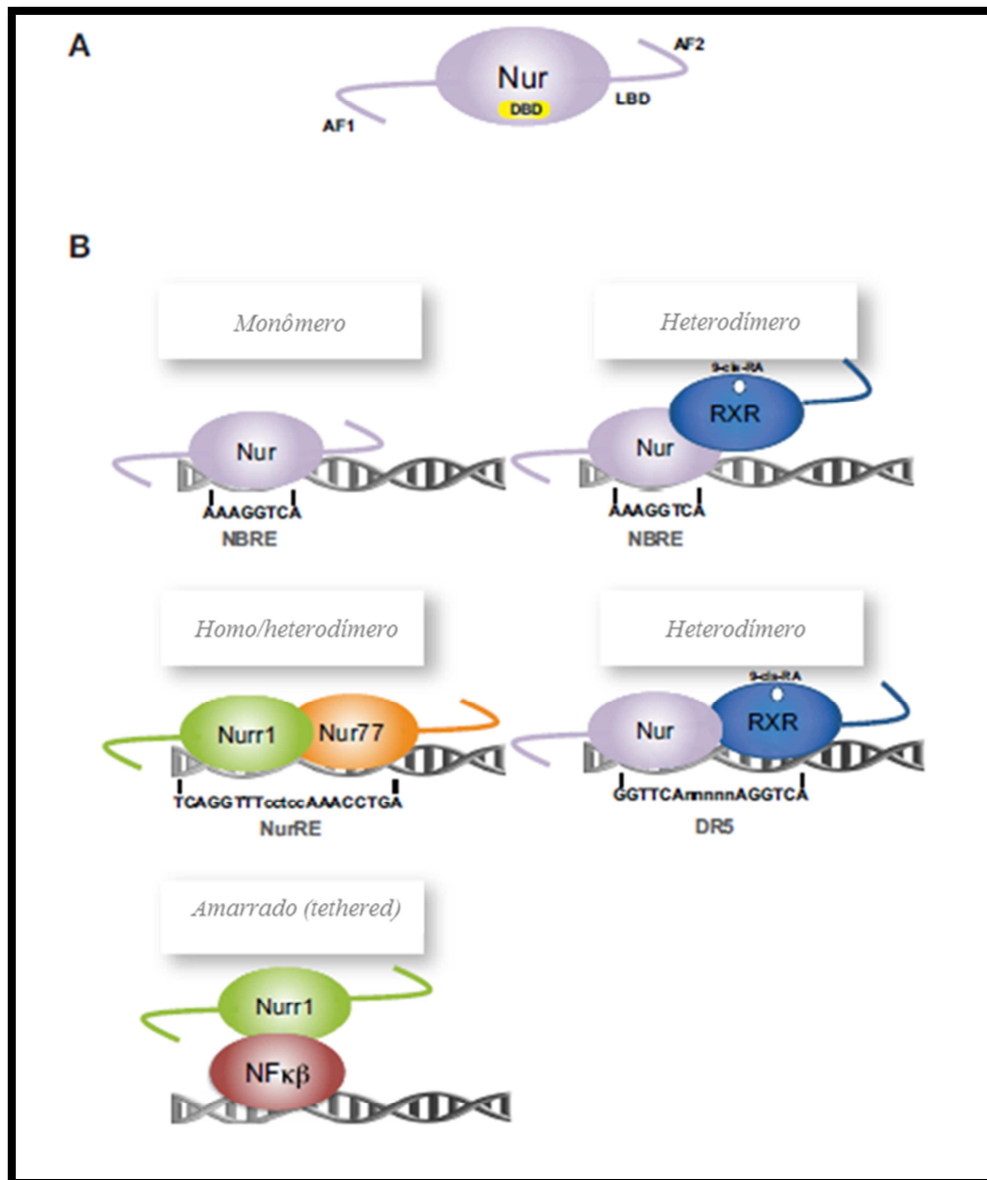 A
AF2
Nur
DBD
LBD
AF1
B
Monômero
Heterodímero
9-cis-RA
RXR
Nur
Nur
AAAGGTCA
AAAGGTCA
NBRE
NBRE
Homo/heterodímero
Heterodímero
9-cis-RA
Nurr1
Nur77
Nur
RXR
TCAGGTTTcctccAAACCTGA
GGTTCAnnnnnAGGTCA
NurRE
DR5
Amarrado (tethered)
Nurr1
NFκβ